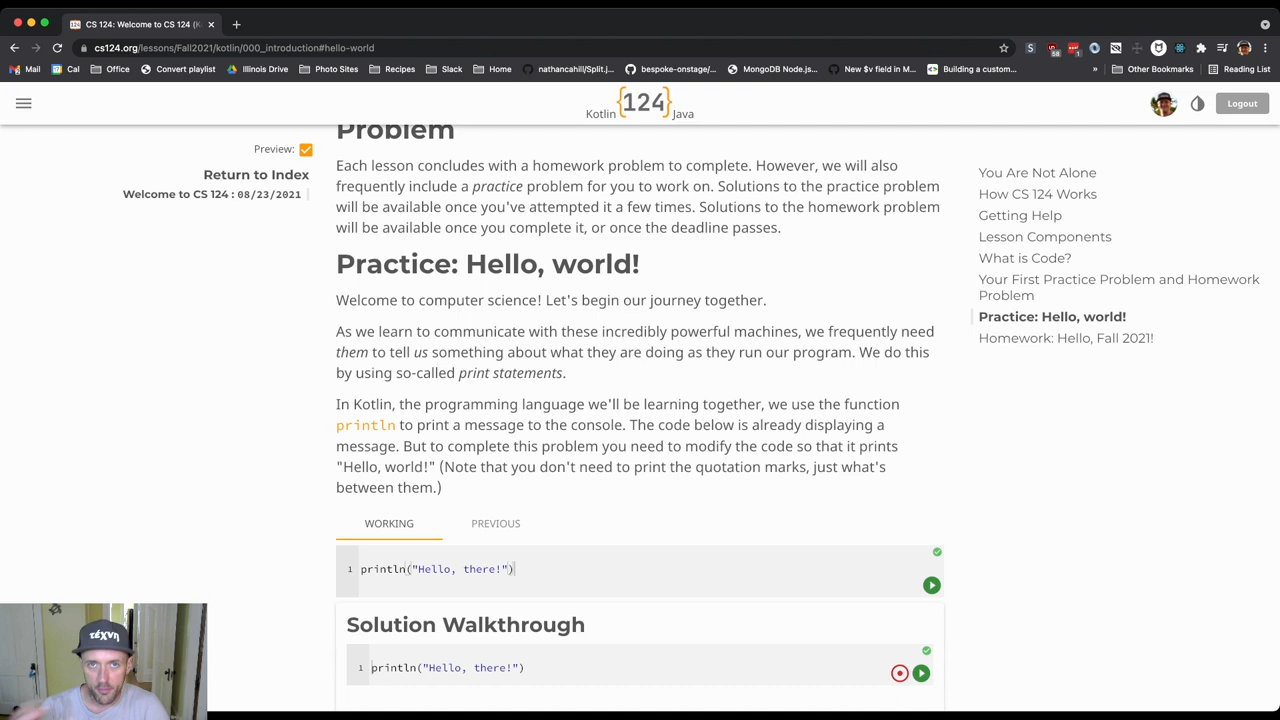 CS 124: Welcome to CS 124 (K
cs124.org/lessons/Fall2021/kotlin/000_introduction#hello-world
Mail Cal Office Convert playlist Illinois Drive Photo Sites Recipes Slack Home nathancahill/Split.j... bespoke-onstage/... MongoDB Node.js... New $v field in M... Building a custom... » Other Bookmarks Reading List
Kotlin {124} Java
Logout
Preview:
Return to Index
Welcome to CS 124 : 08/23/2021
Problem
Each lesson concludes with a homework problem to complete. However, we will also
frequently include a practice problem for you to work on. Solutions to the practice problem
will be available once you've attempted it a few times. Solutions to the homework problem
will be available once you complete it, or once the deadline passes.
Practice: Hello, world!
Welcome to computer science! Let's begin our journey together.
As we learn to communicate with these incredibly powerful machines, we frequently need
them to tell us something about what they are doing as they run our program. We do this
by using so-called print statements.
In Kotlin, the programming language we'll be learning together, we use the function
println to print a message to the console. The code below is already displaying a
message. But to complete this problem you need to modify the code so that it prints
"Hello, world!" (Note that you don't need to print the quotation marks, just what's
between them.)
WORKING PREVIOUS
1 println("Hello, there!")
Solution Walkthrough
1 println("Hello, there!")
You Are Not Alone
How CS 124 Works
Getting Help
Lesson Components
What is Code?
Your First Practice Problem and Homework
Problem
Practice: Hello, world!
Homework: Hello, Fall 2021!
τέχνη